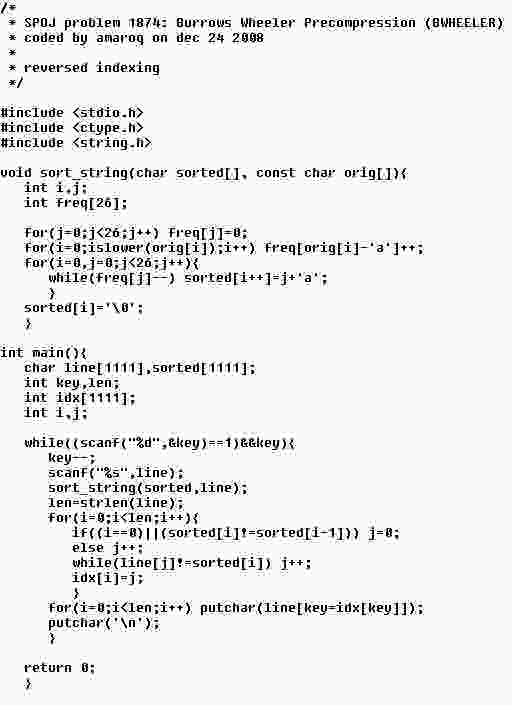 /*
 * SPOJ problem 1874: Burrows Wheeler Precompression (BWHEELER)
 * coded by amaroq on dec 24 2008
 *
 * reversed indexing
 */

#include <stdio.h>
#include <ctype.h>
#include <string.h>

void sort_string(char sorted[], const char orig[]){
   int i,j;
   int freq[26];

   for(j=0;j<26;j++) freq[j]=0;
   for(i=0;islower(orig[i]);i++) freq[orig[i]-'a']++;
   for(i=0,j=0;j<26;j++){
      while(freq[j]--) sorted[i++]=j+'a';
      }
   sorted[i]='\0';
   }

int main(){
   char line[1111],sorted[1111];
   int key,len;
   int idx[1111];
   int i,j;

   while((scanf("%d",&key)==1)&&key){
      key--;
      scanf("%s",line);
      sort_string(sorted,line);
      len=strlen(line);
      for(i=0;i<len;i++){
         if((i==0)||(sorted[i]!=sorted[i-1])) j=0;
         else j++;
         while(line[j]!=sorted[i]) j++;
         idx[i]=j;
         }
      for(i=0;i<len;i++) putchar(line[key=idx[key]]);
      putchar('\n');
      }

   return 0;
   }